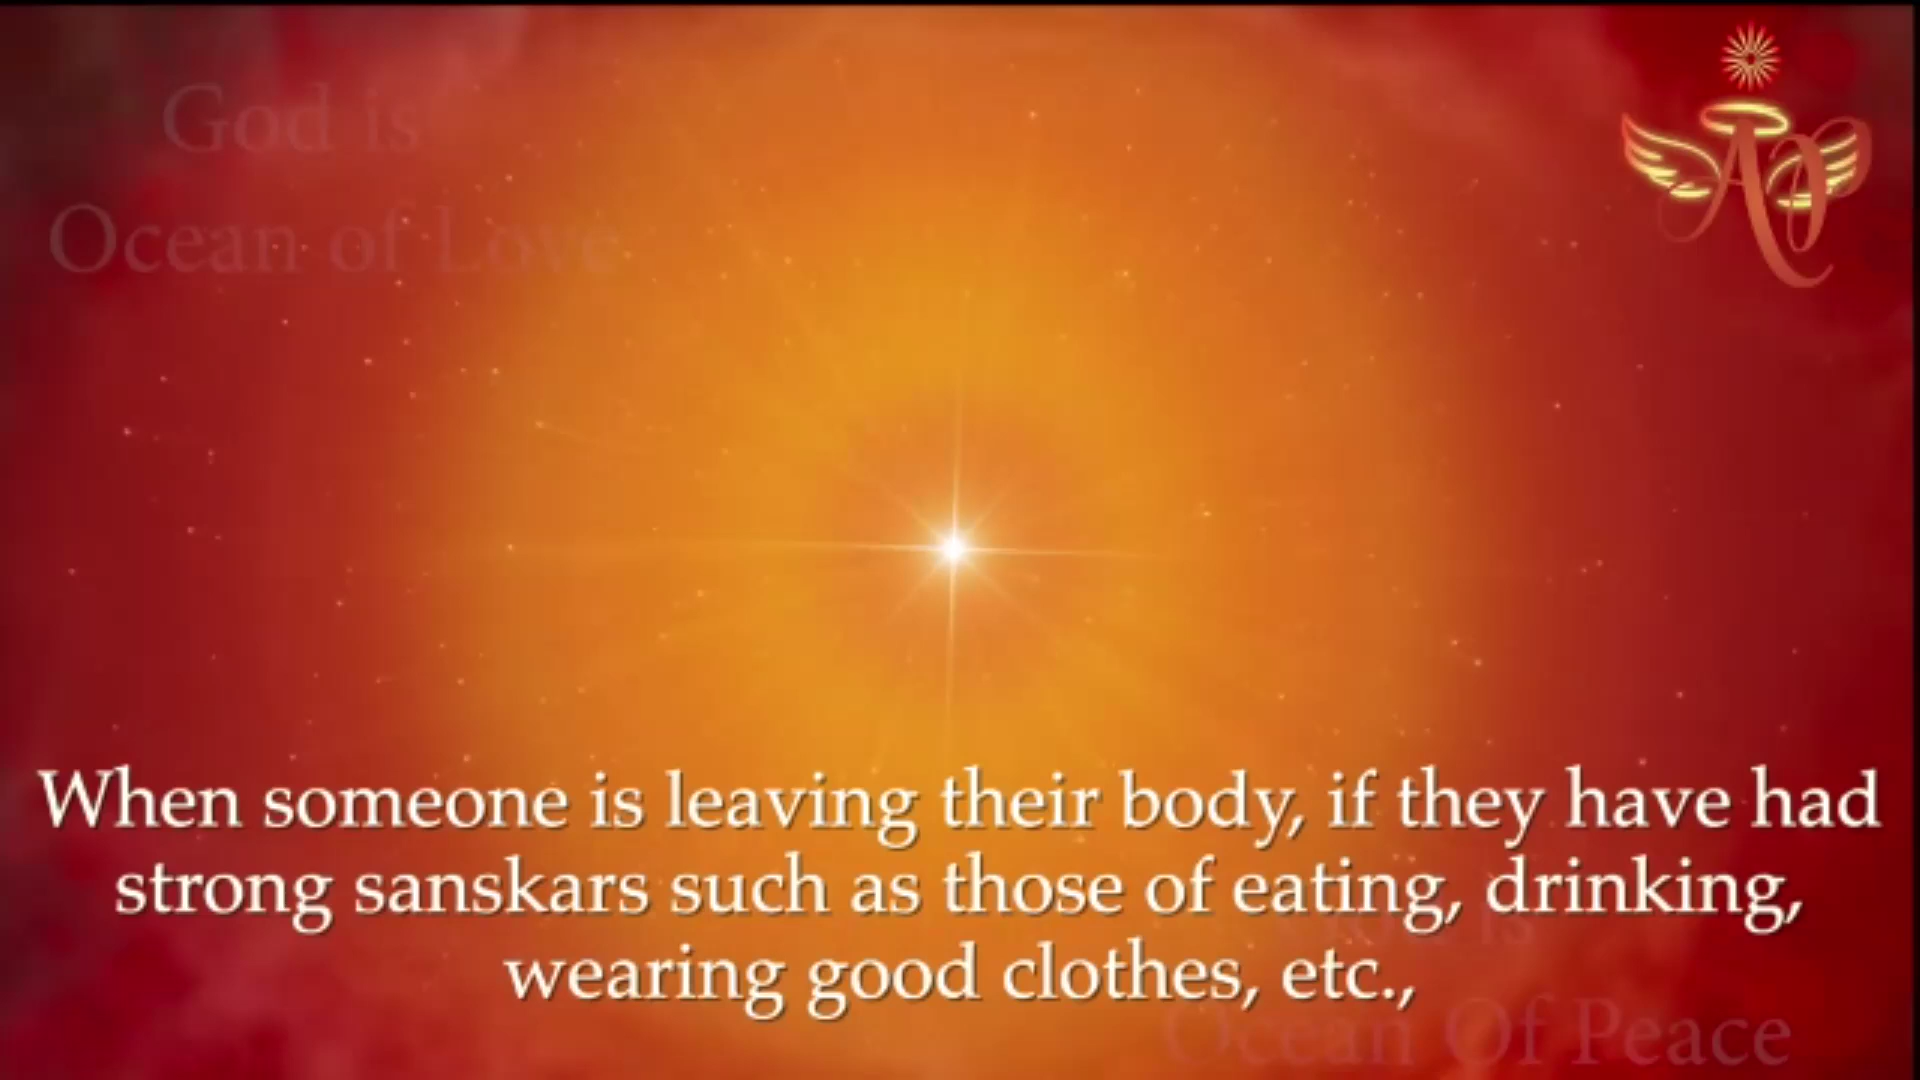 God is
Ocean of Love
When someone is leaving their body, if they have had
strong sanskars such as those of eating, drinking,
wearing good clothes, etc.,
is
Ocean Of Peace